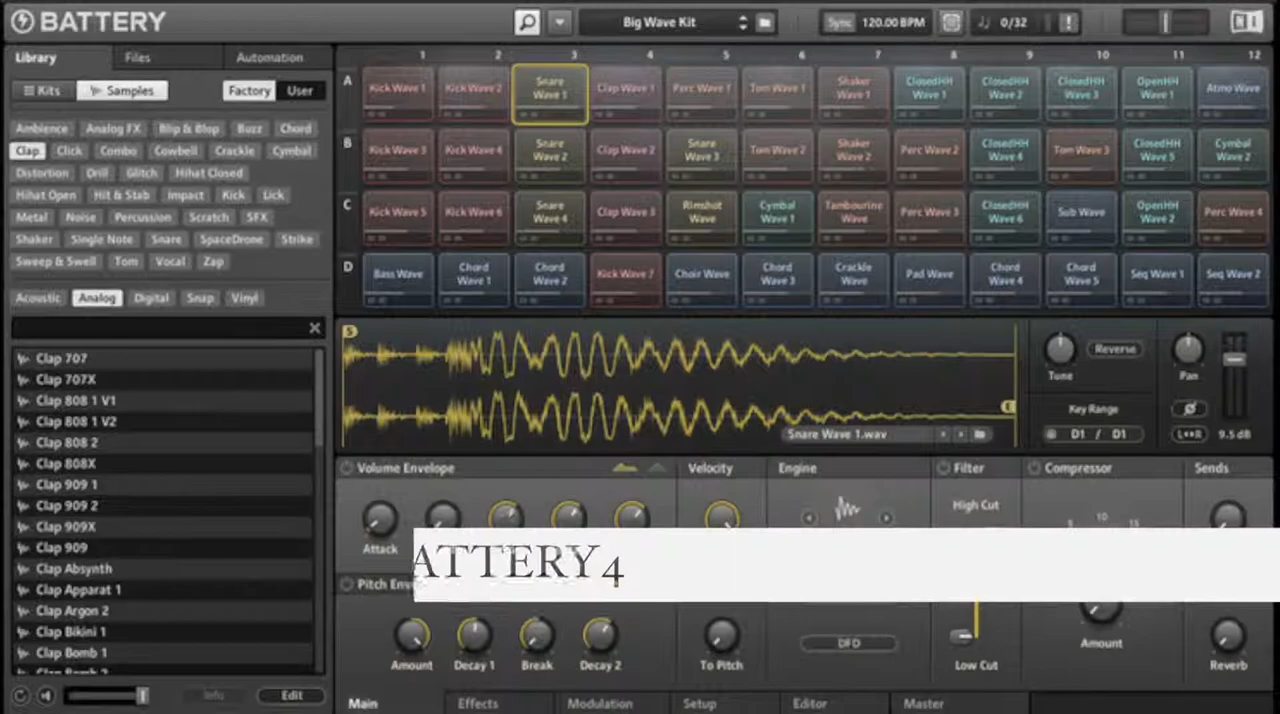 BATTERY
Big Wave Kit
Sync 120.00 BPM
0/32
Library Files Automation
Kits Samples Factory User
Ambience Analog FX Blip & Blop Buzz Chord
Clap Click Combo Cowbell Crackle Cymbal
Distortion Drill Glitch Hihat Closed
Hihat Open Hit & Stab Impact Kick Lick
Metal Noise Percussion Scratch SFX
Shaker Single Note Snare SpaceDrone Strike
Sweep & Swell Tom Vocal Zap
Acoustic Analog Digital Snap Vinyl
Clap 707
Clap 707X
Clap 808 1 V1
Clap 808 1 V2
Clap 808 2
Clap 808X
Clap 909 1
Clap 909 2
Clap 909X
Clap 909
Clap Absynth
Clap Apparat 1
Clap Argon 2
Clap Bikini 1
Clap Bomb 1
Info Edit
1 2 3 4 5 6 7 8 9 10 11 12
A Kick Wave 1 Kick Wave 2 Snare Wave 1 Clap Wave 1 Perc Wave 1 Tom Wave 1 Shaker Wave 1 ClosedHH Wave 1 ClosedHH Wave 2 ClosedHH Wave 3 OpenHH Wave 1 Atmo Wave
B Kick Wave 3 Kick Wave 4 Snare Wave 2 Clap Wave 2 Snare Wave 3 Tom Wave 2 Shaker Wave 2 Perc Wave 2 ClosedHH Wave 4 Tom Wave 3 ClosedHH Wave 5 Cymbal Wave 2
C Kick Wave 5 Kick Wave 6 Snare Wave 4 Clap Wave 3 Rimshot Wave Cymbal Wave 1 Tambourine Wave Perc Wave 3 ClosedHH Wave 6 Sub Wave OpenHH Wave 2 Perc Wave 4
D Bass Wave Chord Wave 1 Chord Wave 2 Kick Wave 7 Choir Wave Chord Wave 3 Crackle Wave Pad Wave Chord Wave 4 Chord Wave 5 Seq Wave 1 Seq Wave 2
S
E
Snare Wave 1.wav
Tune Reverse Pan
Key Range
D1 / D1
L↔R 9.5 dB
Volume Envelope Velocity Engine Filter Compressor Sends
High Cut
5 10 15
Attack
ATTERY4
Pitch Enve
Amount Decay 1 Break Decay 2 To Pitch DFD Low Cut Amount Reverb
Main Effects Modulation Setup Editor Master